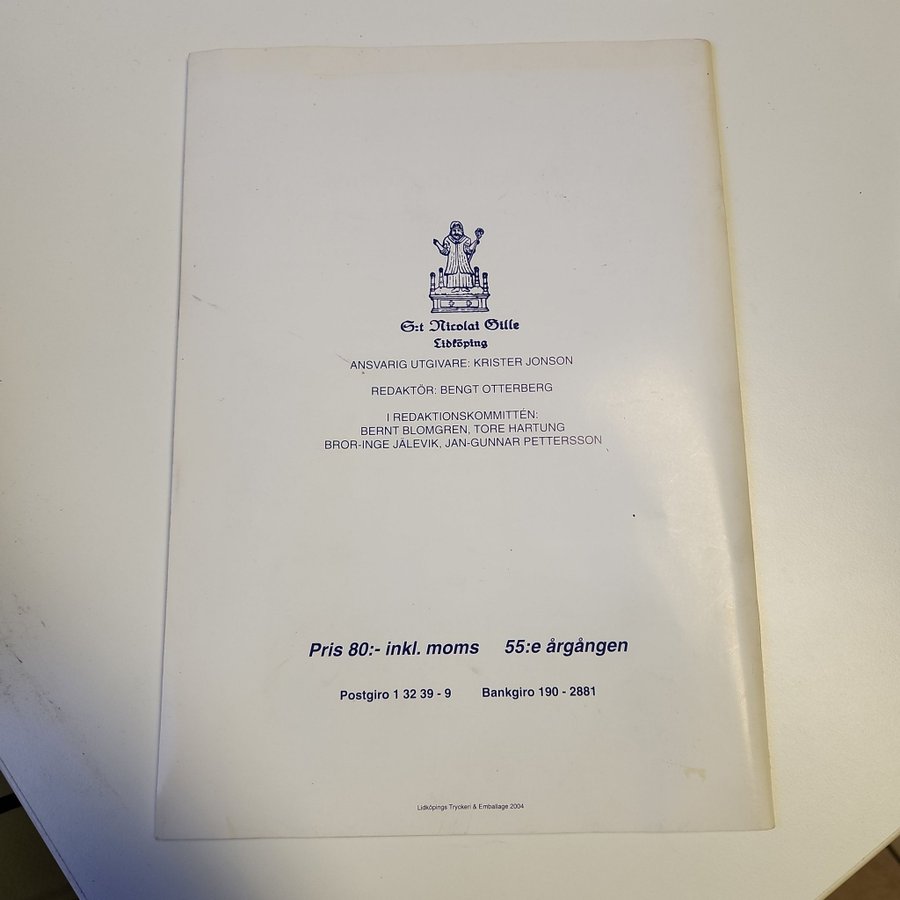 S:t Nicolai Gille
Lidköping
ANSVARIG UTGIVARE: KRISTER JONSON
REDAKTÖR: BENGT OTTERBERG
I REDAKTIONSKOMMITTÉN:
BERNT BLOMGREN, TORE HARTUNG
BROR-INGE JÄLEVIK, JAN-GUNNAR PETTERSSON
Pris 80:- inkl. moms 55:e årgången
Postgiro 1 32 39 - 9 Bankgiro 190 - 2881
Lidköpings Tryckeri & Emballage 2004